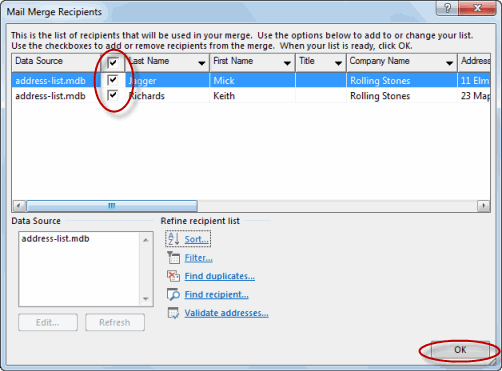 Mail Merge Recipients
This is the list of recipients that will be used in your merge. Use the options below to add to or change your list.
Use the checkboxes to add or remove recipients from the merge. When your list is ready, click OK.
Data Source Last Name First Name Title Company Name Address
address-list.mdb Jagger Mick Rolling Stones 11 Elm
address-list.mdb Richards Keith Rolling Stones 23 Map
Data Source
address-list.mdb
Edit...
Refresh
Refine recipient list
Sort...
Filter...
Find duplicates...
Find recipient...
Validate addresses...
OK